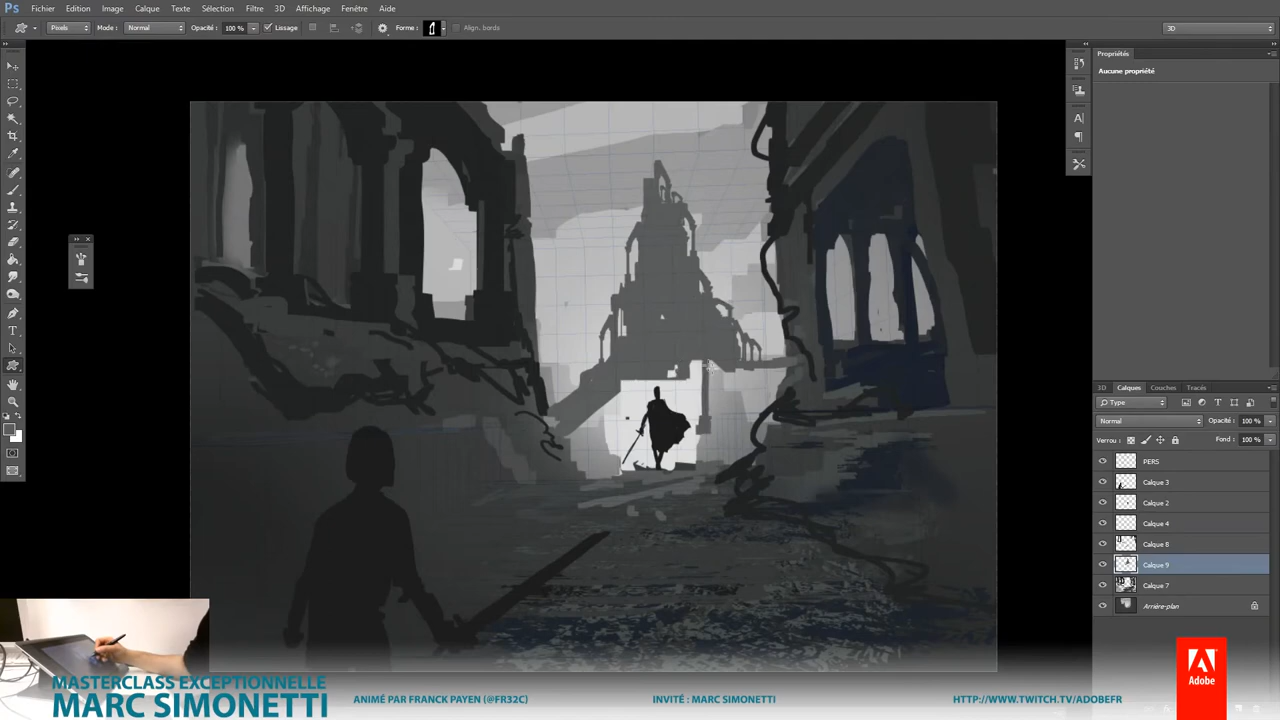 Ps Fichier Edition Image Calque Texte Sélection Filtre 3D Affichage Fenêtre Aide
Pixels Mode : Normal Opacité : 100 % Lissage Forme : Align. bords 3D
Propriétés
Aucune propriété
3D Calques Couches Tracés
Type
Normal Opacité : 100 %
Verrou : Fond : 100 %
PERS
Calque 3
Calque 2
Calque 4
Calque 8
Calque 9
Calque 7
Arrière-plan
Adobe
MASTERCLASS EXCEPTIONNELLE
MARC SIMONETTI
ANIMÉ PAR FRANCK PAYEN (@FR32C)
INVITÉ : MARC SIMONETTI
HTTP://WWW.TWITCH.TV/ADOBEFR